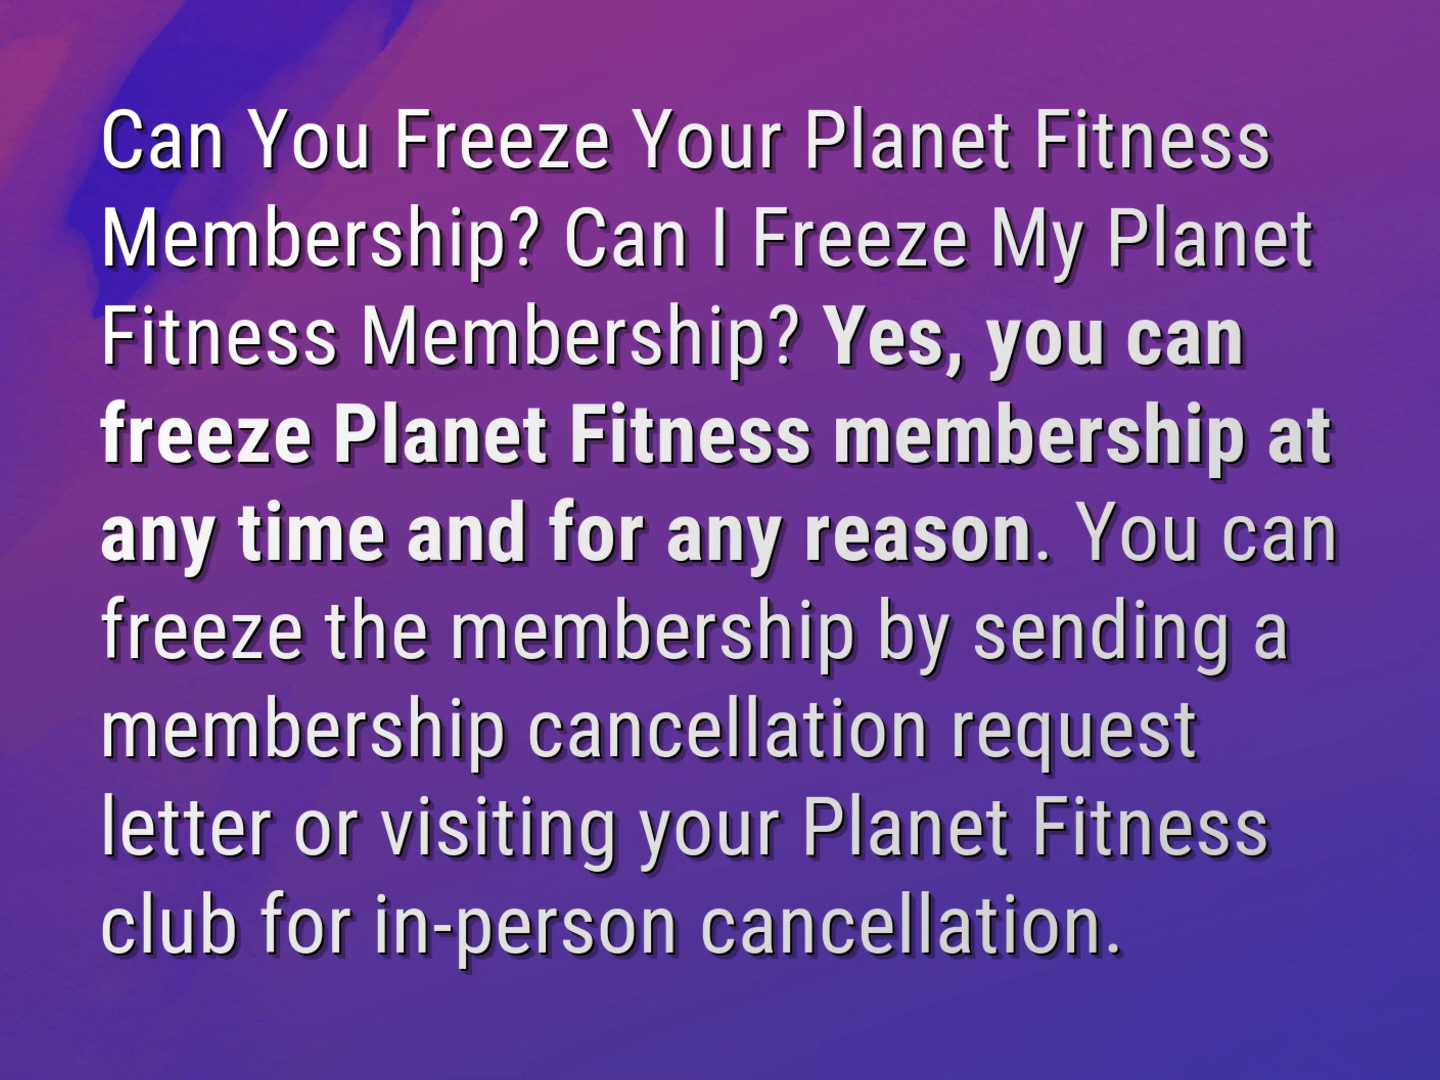 Can You Freeze Your Planet Fitness
Membership? Can I Freeze My Planet
Fitness Membership? Yes, you can
freeze Planet Fitness membership at
any time and for any reason. You can
freeze the membership by sending a
membership cancellation request
letter or visiting your Planet Fitness
club for in-person cancellation.